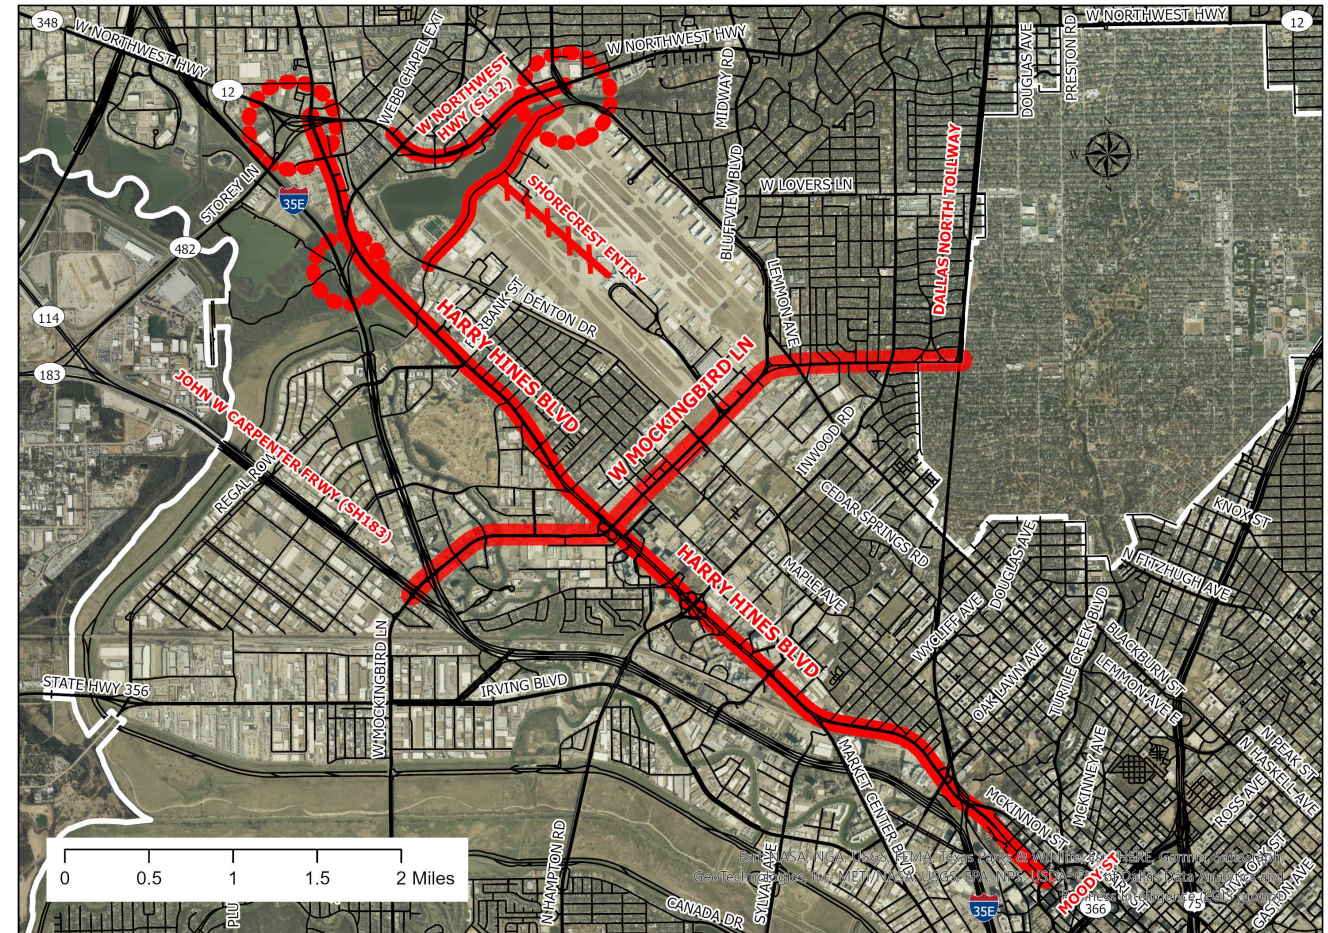 348
W NORTHWEST HWY
12
WEBB CHAPEL EXT
W NORTHWEST
HWY (SL12)
W NORTHWEST HWY
MIDWAY RD
DOUGLAS AVE
PRESTON RD
W NORTHWEST HWY
12
STOREY LN
35E
482
SHORECREST ENTRY
BLUFFVIEW BLVD
W LOVERS LN
DALLAS NORTH TOLLWAY
LEMMON AVE
114
183
HARRY HINES BLVD
DENTON DR
W MOCKINGBIRD LN
JOHN W CARPENTER FRWY (SH183)
REGAL ROW
INWOOD RD
CEDAR SPRINGS RD
MAPLE AVE
HARRY HINES BLVD
KNOX ST
N FITZHUGH AVE
DOUGLAS AVE
WYCLIFF AVE
OAK LAWN AVE
TURTLE CREEK BLVD
BLACKBURN ST
LEMMON AVE E
STATE HWY 356
W MOCKINGBIRD LN
IRVING BLVD
MARKET CENTER BLVD
MCKINNON ST
MCKINNEY AVE
N PEAK ST
N HASKELL AVE
ROSS AVE
GASTON AVE
MOODY ST
366
75
35E
N HAMPTON RD
SYLVAN AVE
CANADA DR
0 0.5 1 1.5 2 Miles
N